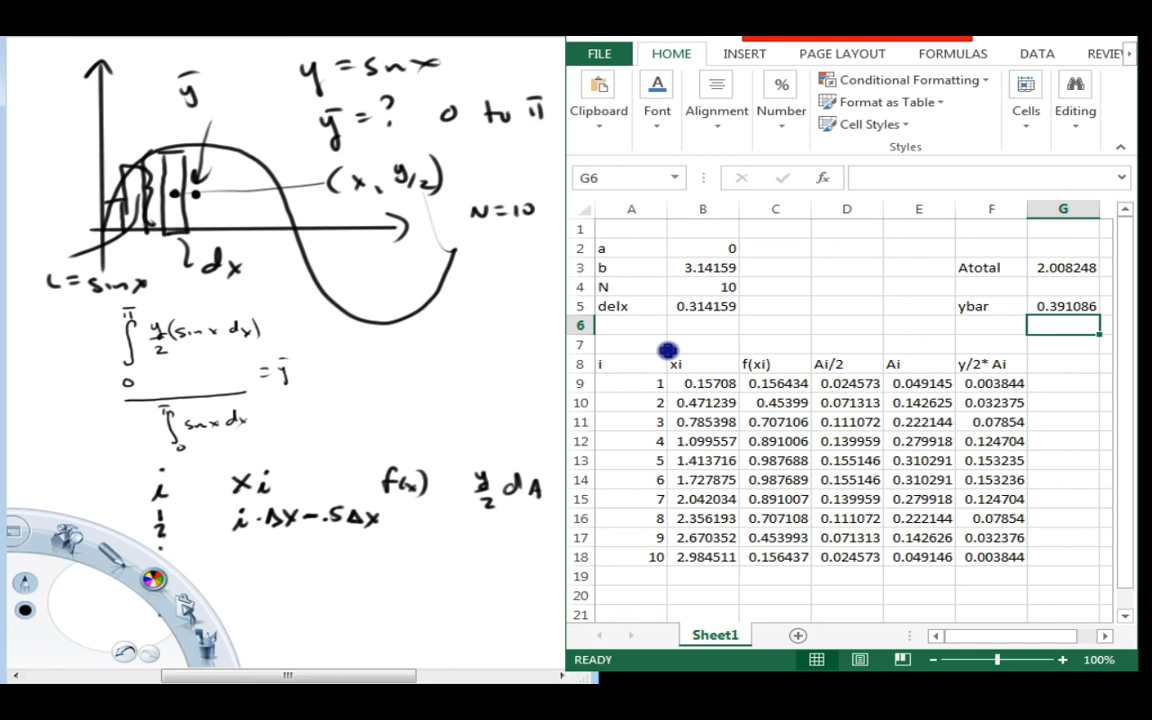 y = sinx
ȳ
ȳ = ? 0 to π
(x, y/2)
N=10
dx
L = sinx
π
∫ y/2 (sin x dx)
0
= ȳ
π
∫ sin x dx
0
i xi f(x) y/2 dA
1 i·Δx-.5Δx
2
FILE HOME INSERT PAGE LAYOUT FORMULAS DATA REVIE
Clipboard Font Alignment Number Conditional Formatting Format as Table Cell Styles Cells Editing
Styles
G6 fx
A B C D E F G
1
2 a 0
3 b 3.14159 Atotal 2.008248
4 N 10
5 delx 0.314159 ybar 0.391086
6
7
8 i xi f(xi) Ai/2 Ai y/2* Ai
9 1 0.15708 0.156434 0.024573 0.049145 0.003844
10 2 0.471239 0.45399 0.071313 0.142625 0.032375
11 3 0.785398 0.707106 0.111072 0.222144 0.07854
12 4 1.099557 0.891006 0.139959 0.279918 0.124704
13 5 1.413716 0.987688 0.155146 0.310291 0.153235
14 6 1.727875 0.987689 0.155146 0.310291 0.153236
15 7 2.042034 0.891007 0.139959 0.279918 0.124704
16 8 2.356193 0.707108 0.111072 0.222144 0.07854
17 9 2.670352 0.453993 0.071313 0.142626 0.032376
18 10 2.984511 0.156437 0.024573 0.049146 0.003844
19
20
21
Sheet1
READY 100%